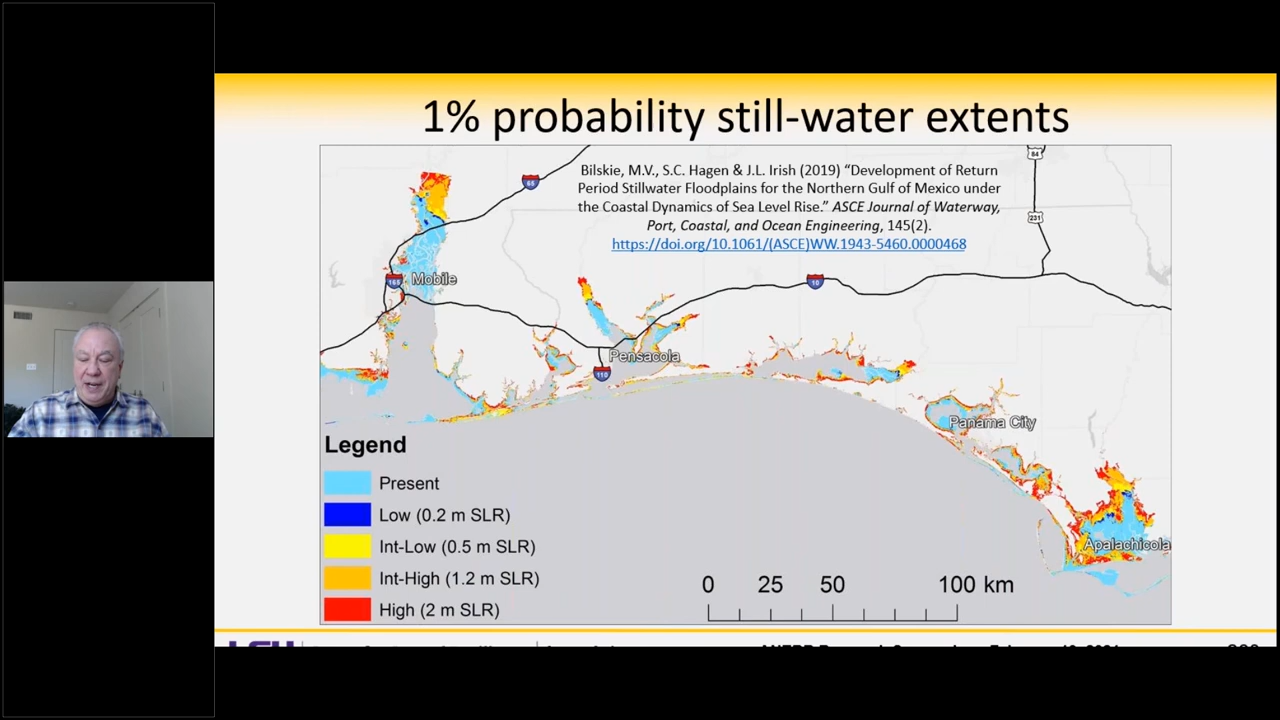 1% probability still-water extents
Bilskie, M.V., S.C. Hagen & J.L. Irish (2019) “Development of Return
Period Stillwater Floodplains for the Northern Gulf of Mexico under
the Coastal Dynamics of Sea Level Rise.” ASCE Journal of Waterway,
Port, Coastal, and Ocean Engineering, 145(2).
https://doi.org/10.1061/(ASCE)WW.1943-5460.0000468
84
65
231
165
Mobile
10
Pensacola
110
Panama City
Apalachicola
Legend
Present
Low (0.2 m SLR)
Int-Low (0.5 m SLR)
Int-High (1.2 m SLR)
High (2 m SLR)
0 25 50 100 km
LSU